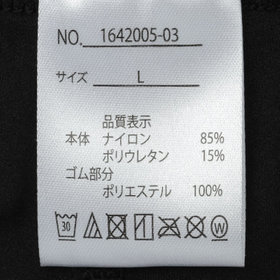 NO. 1642005-03
サイズ L
品質表示
本体 ナイロン 85%
ポリウレタン 15%
ゴム部分
ポリエステル 100%
30 W